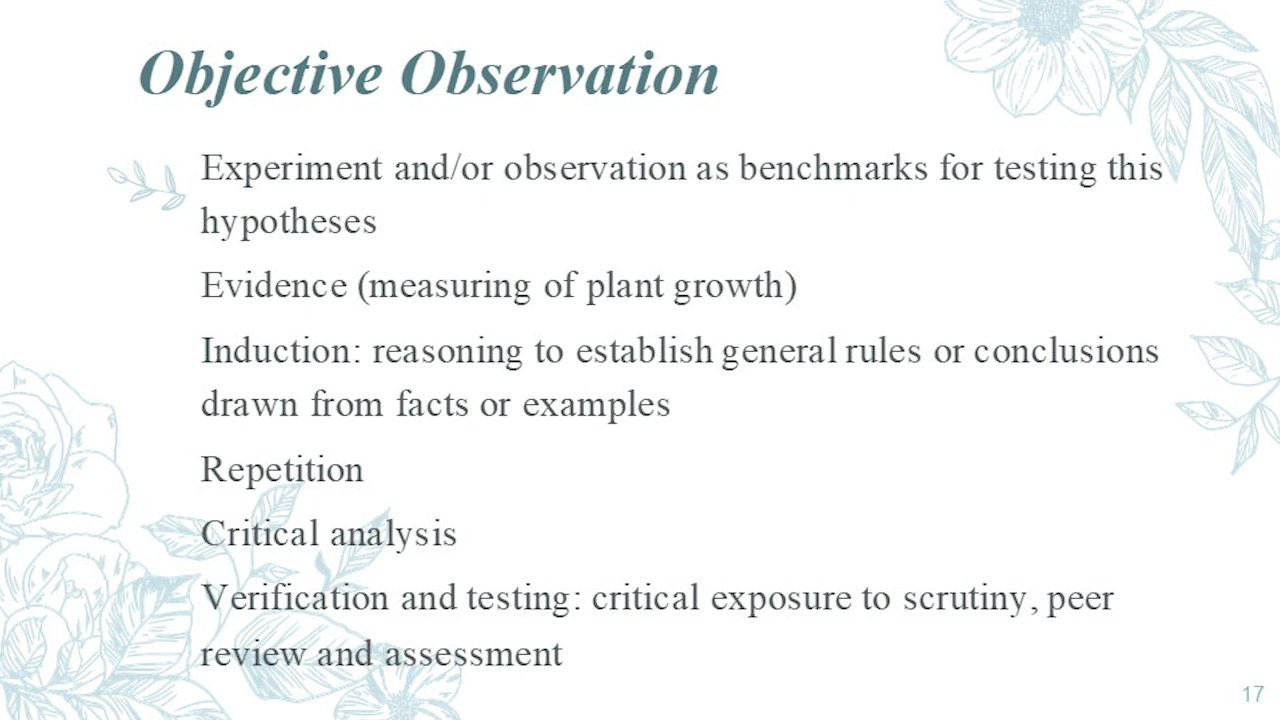 Objective Observation
Experiment and/or observation as benchmarks for testing this
hypotheses
Evidence (measuring of plant growth)
Induction: reasoning to establish general rules or conclusions
drawn from facts or examples
Repetition
Critical analysis
Verification and testing: critical exposure to scrutiny, peer
review and assessment
17